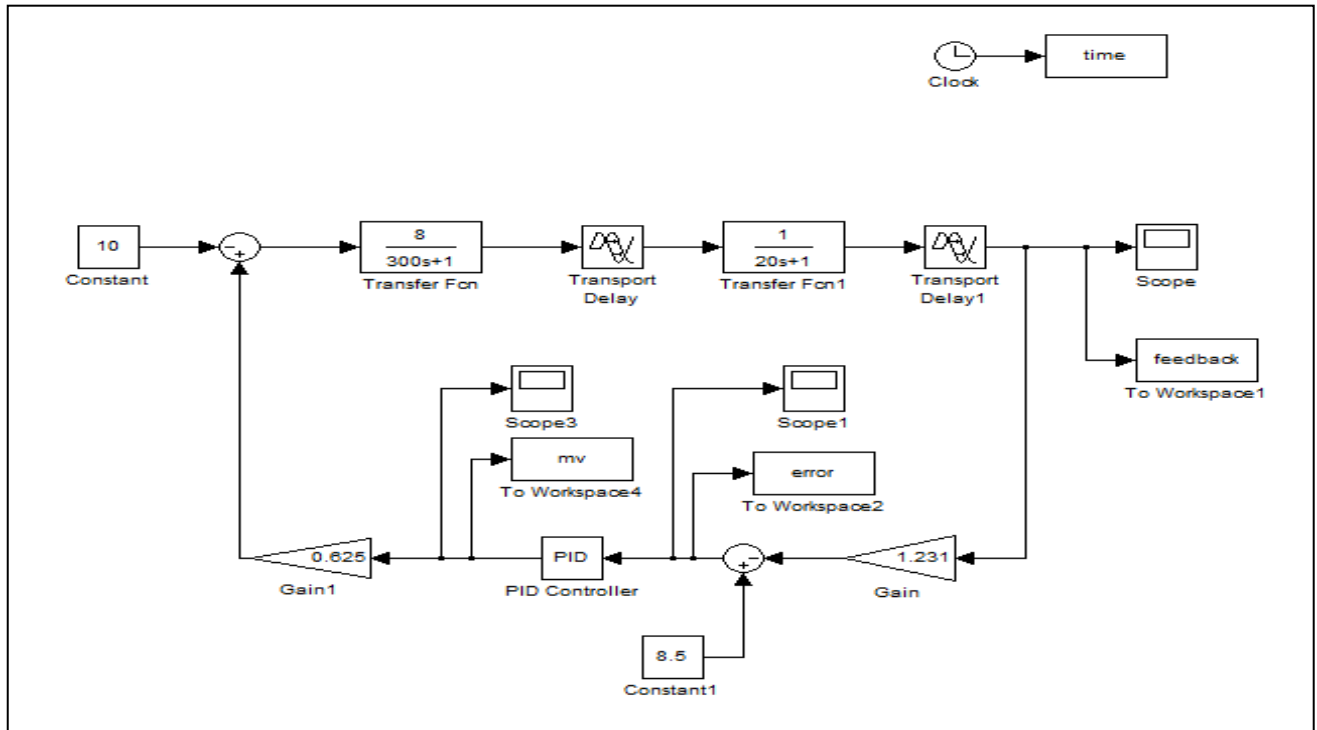 time
Clock
10
Constant
-
+
8
300s+1
Transfer Fcn
Transport
Delay
1
20s+1
Transfer Fcn1
Transport
Delay1
Scope
feedback
To Workspace1
Scope3
Scope1
mv
To Workspace4
error
To Workspace2
0.625
Gain1
PID
PID Controller
-
+
1.231
Gain
8.5
Constant1